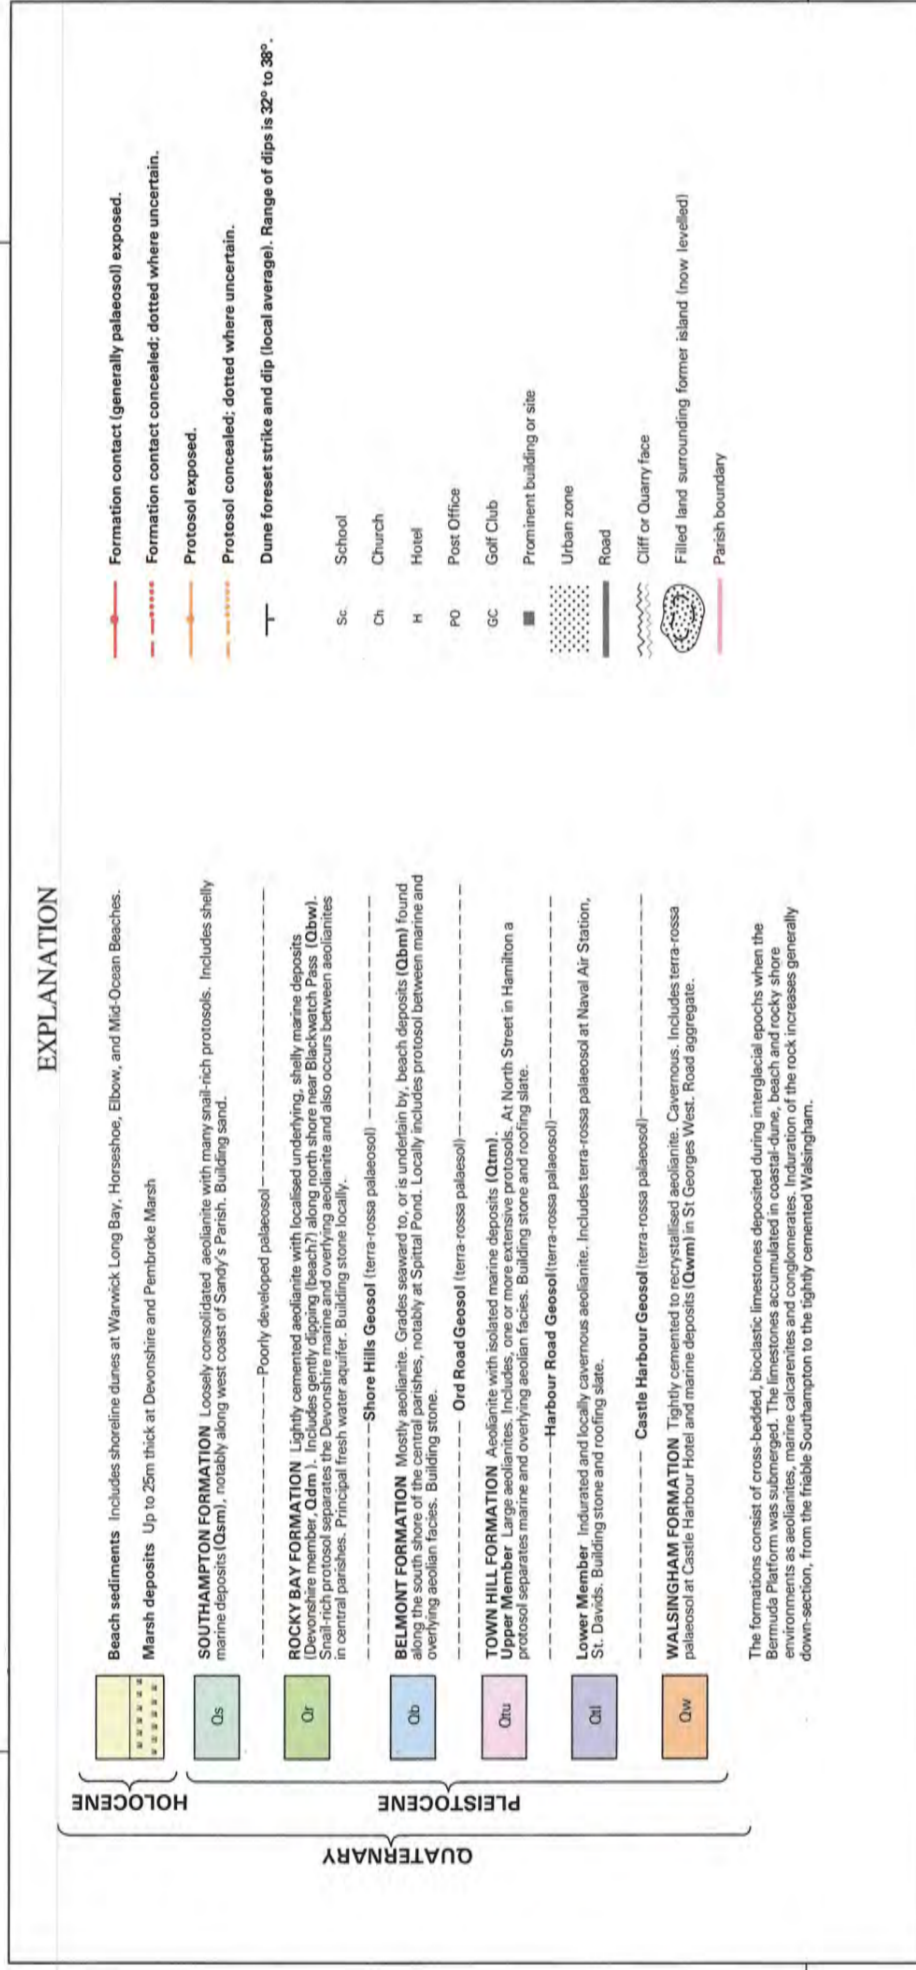 EXPLANATION
QUATERNARY
HOLOCENE
Beach sediments Includes shoreline dunes at Warwick Long Bay, Horseshoe, Elbow, and Mid-Ocean Beaches.
Marsh deposits Up to 25m thick at Devonshire and Pembroke Marsh
PLEISTOCENE
Qs
SOUTHAMPTON FORMATION Loosely consolidated aeolianite with many snail-rich protosols. Includes shelly
marine deposits (Qsm), notably along west coast of Sandy's Parish. Building sand.
Poorly developed palaeosol
Qr
ROCKY BAY FORMATION Lightly cemented aeolianite with localised underlying, shelly marine deposits
(Devonshire member, Qdm ). Includes gently dipping (beach?) along north shore near Blackwatch Pass (Qbw).
Snail-rich protosol separates the Devonshire marine and overlying aeolianite and also occurs between aeolianites
in central parishes. Principal fresh water aquifer. Building stone locally.
Shore Hills Geosol (terra-rossa palaeosol)
Qb
BELMONT FORMATION Mostly aeolianite. Grades seaward to, or is underlain by, beach deposits (Qbm) found
along the south shore of the central parishes, notably at Spittal Pond. Locally includes protosol between marine and
overlying aeolian facies. Building stone.
Ord Road Geosol (terra-rossa palaesol)
Qtu
TOWN HILL FORMATION Aeolianite with isolated marine deposits (Qtm).
Upper Member Large aeolianites. Includes, one or more extensive protosols. At North Street in Hamilton a
protosol separates marine and overlying aeolian facies. Building stone and roofing slate.
Harbour Road Geosol(terra-rossa palaeosol)
Qtl
Lower Member Indurated and locally cavernous aeolianite. Includes terra-rossa palaeosol at Naval Air Station,
St. Davids. Building stone and roofing slate.
Castle Harbour Geosol(terra-rossa palaeosol)
Qw
WALSINGHAM FORMATION Tightly cemented to recrystallised aeolianite. Cavernous. Includes terra-rossa
palaeosol at Castle Harbour Hotel and marine deposits (Qwm) in St Georges West. Road aggregate.
The formations consist of cross-bedded, bioclastic limestones deposited during interglacial epochs when the
Bermuda Platform was submerged. The limestones accumulated in coastal-dune, beach and rocky shore
environments as aeolianites, marine calcarenites and conglomerates. Induration of the rock increases generally
down-section, from the friable Southampton to the tightly cemented Walsingham.
Formation contact (generally palaeosol) exposed.
Formation contact concealed; dotted where uncertain.
Protosol exposed.
Protosol concealed; dotted where uncertain.
Dune foreset strike and dip (local average). Range of dips is 32° to 38°.
Sc. School
Ch Church
H Hotel
PO Post Office
GC Golf Club
Prominent building or site
Urban zone
Road
Cliff or Quarry face
Filled land surrounding former island (now levelled)
Parish boundary